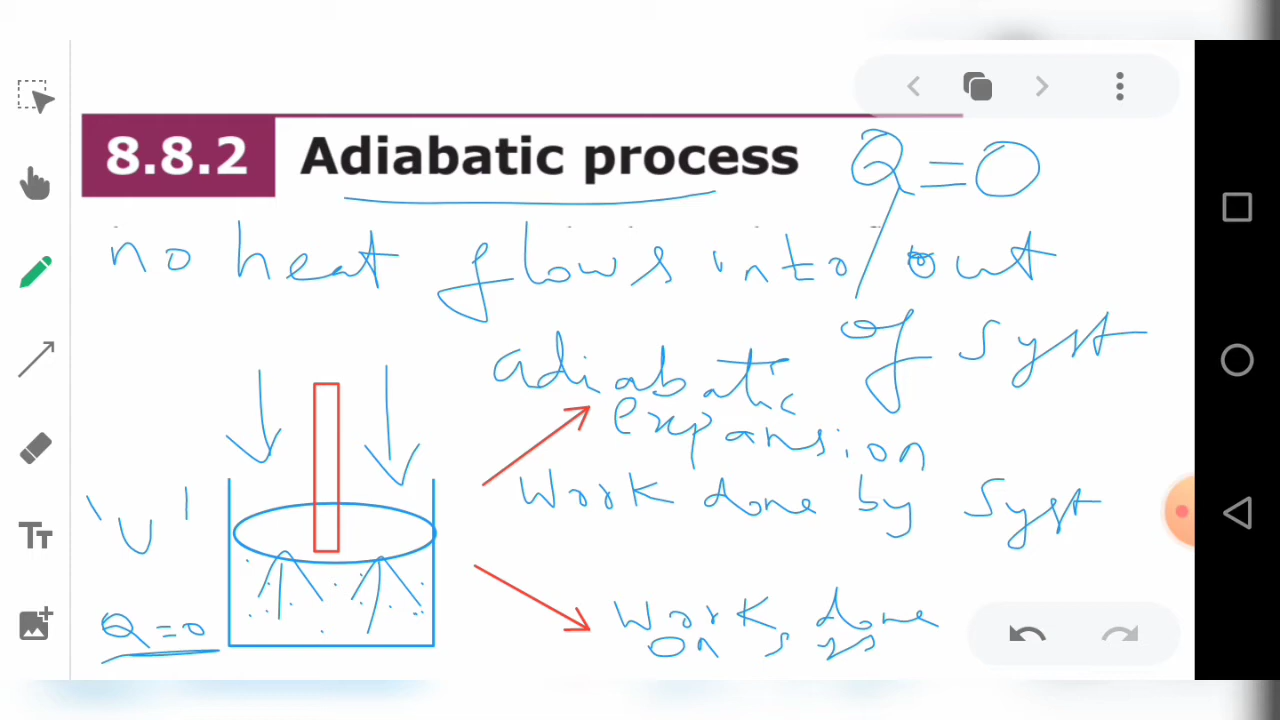 8.8.2 Adiabatic process Q=0
no heat flows into/out
of syst
adiabatic
expansion
Work done by syst
'U'
Q=0
Work done
on
Tt